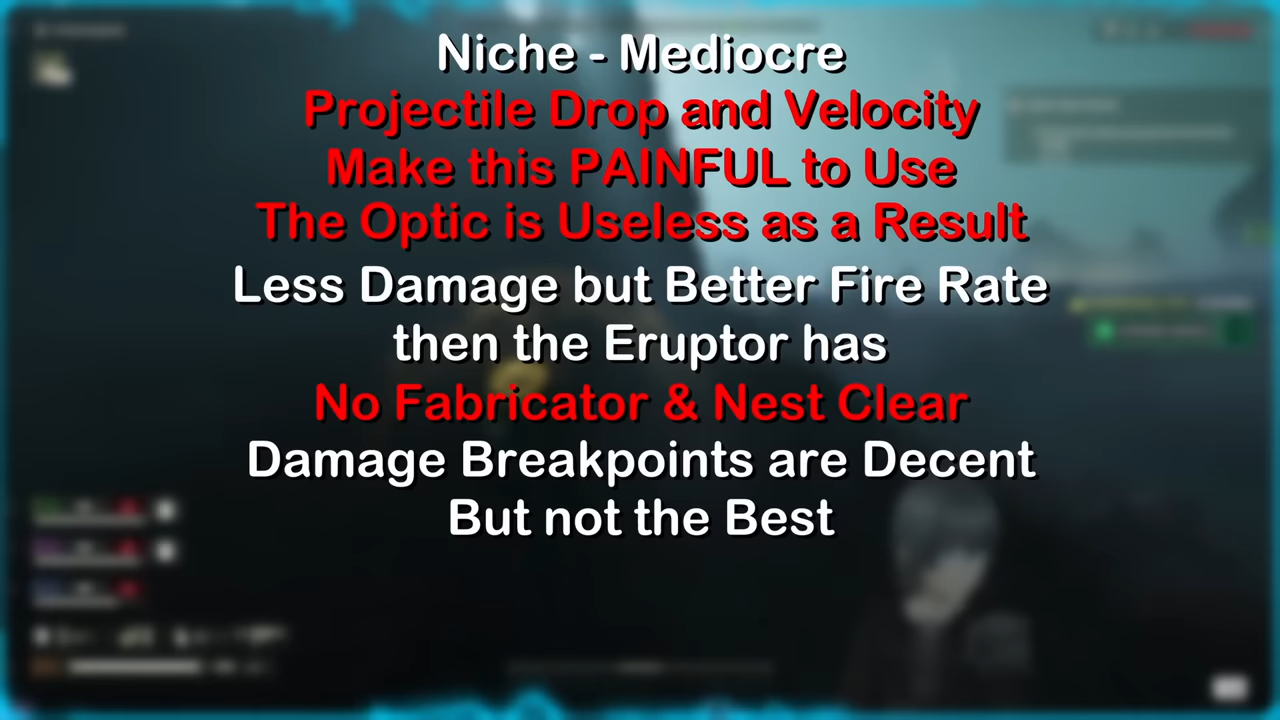 Niche - Mediocre
Projectile Drop and Velocity
Make this PAINFUL to Use
The Optic is Useless as a Result
Less Damage but Better Fire Rate
then the Eruptor has
No Fabricator & Nest Clear
Damage Breakpoints are Decent
But not the Best